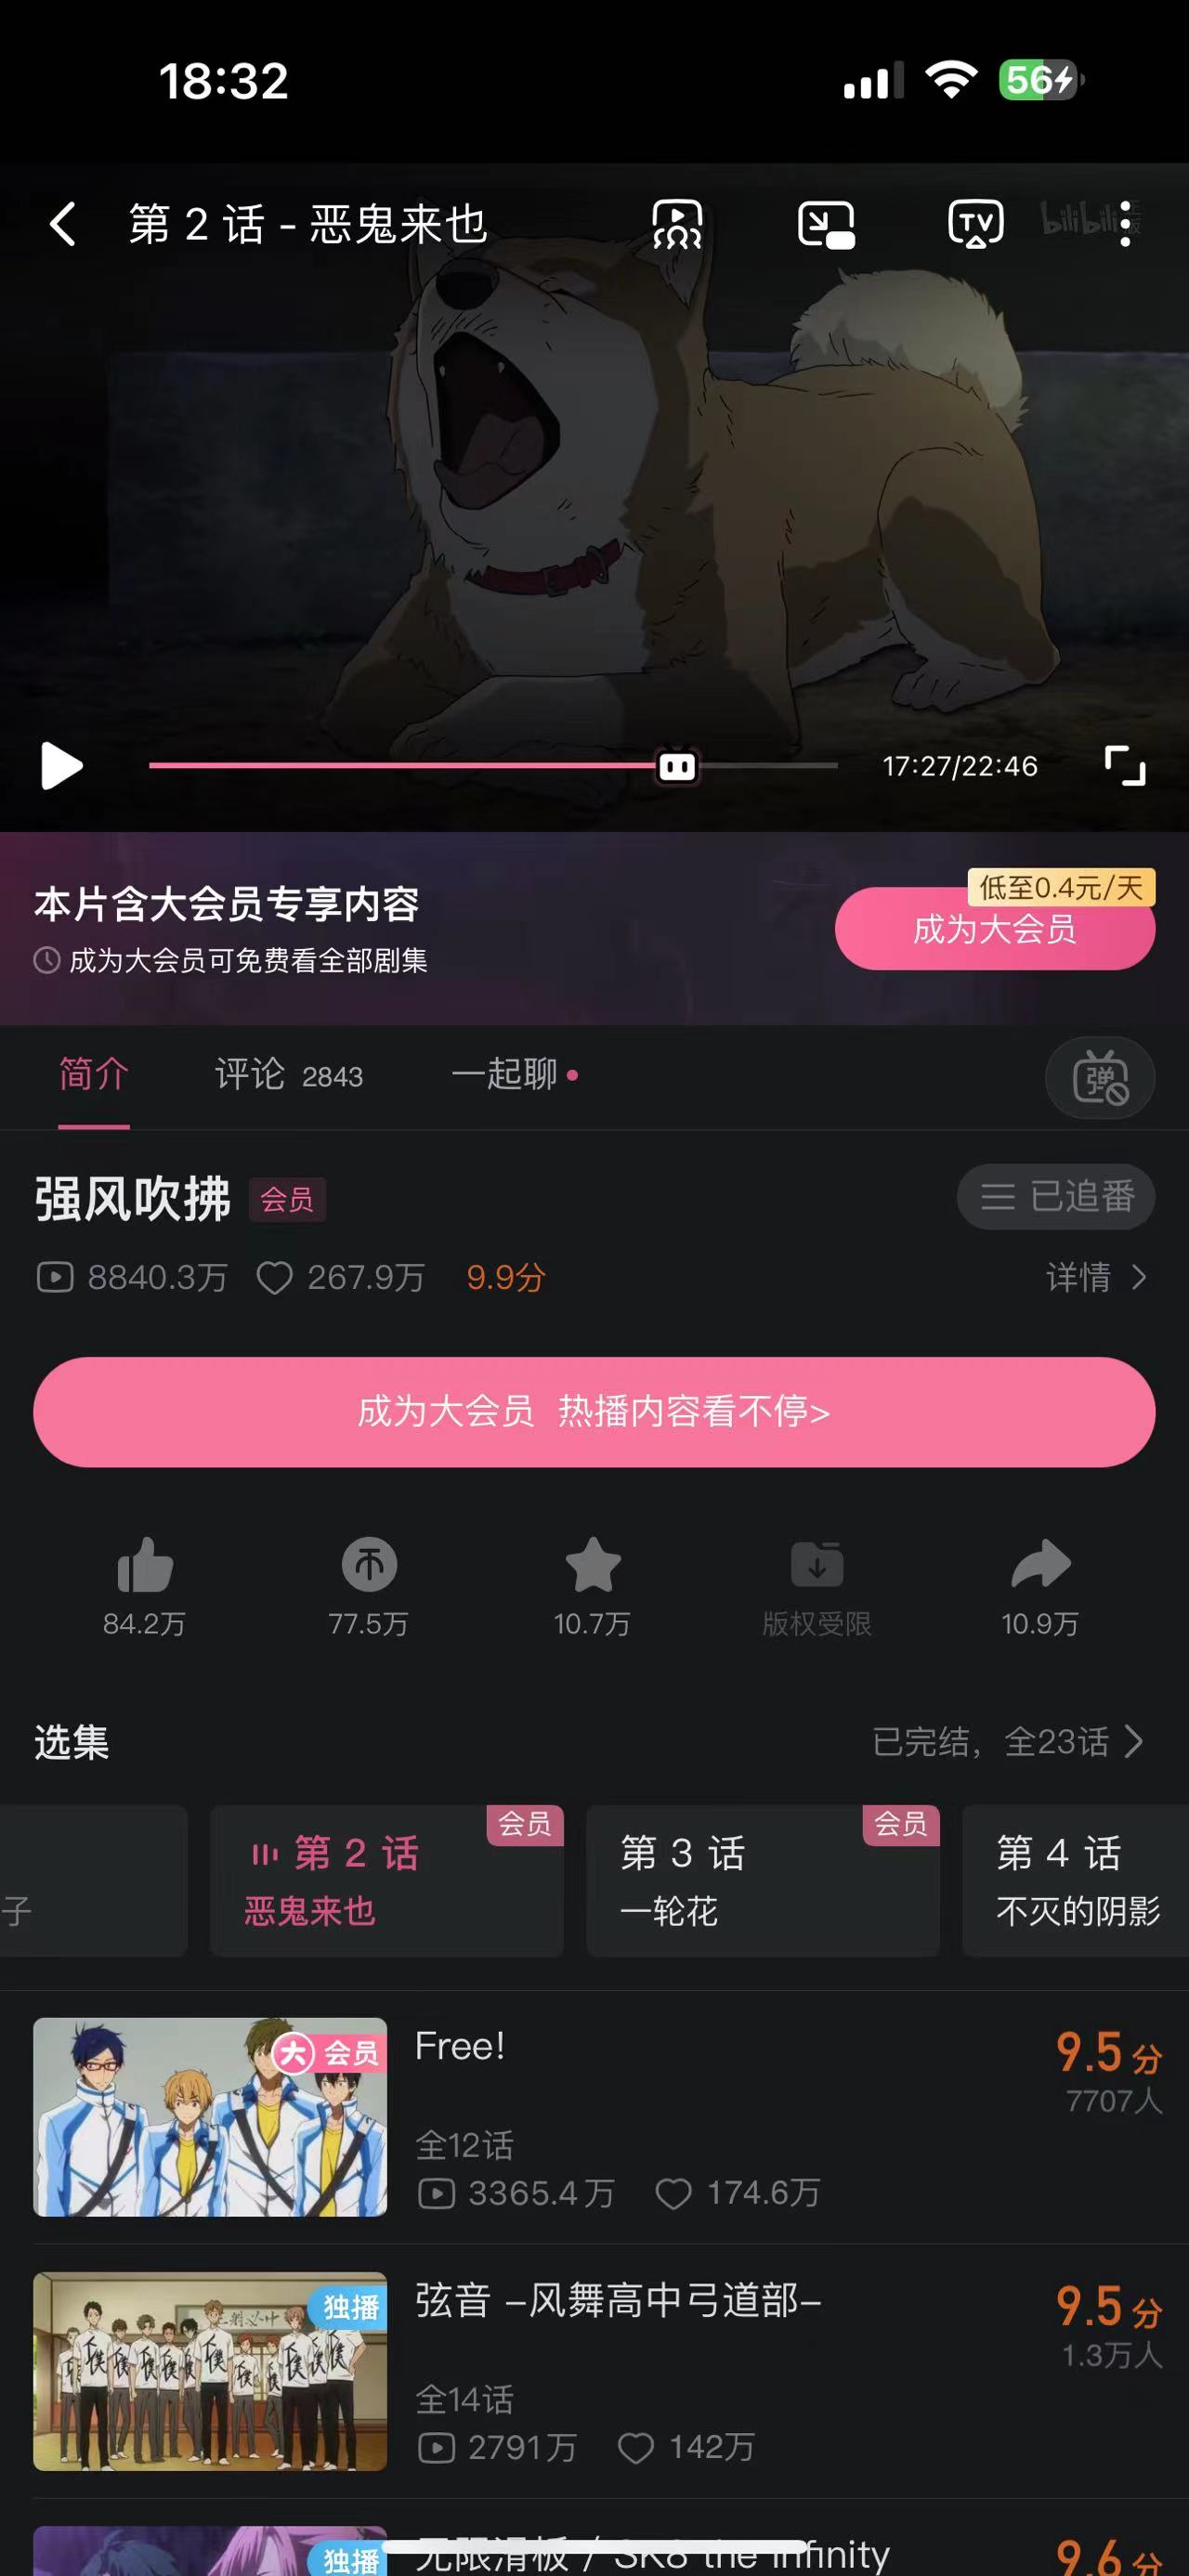 18:32
56
第 2 话 - 恶鬼来也
TV
bilibili
17:27/22:46
本片含大会员专享内容
低至0.4元/天
成为大会员可免费看全部剧集
成为大会员
简介
评论 2843
一起聊
弹
强风吹拂
会员
已追番
8840.3万
267.9万
9.9分
详情
成为大会员 热播内容看不停>
84.2万
77.5万
10.7万
版权受限
10.9万
选集
已完结，全23话
子
会员
第 2 话
恶鬼来也
会员
第 3 话
一轮花
第 4 话
不灭的阴影
大 会员
Free!
9.5分
7707人
全12话
3365.4万
174.6万
独播
弦音 -风舞高中弓道部-
9.5分
1.3万人
全14话
2791万
142万
独播
无限滑板 / SK8 the Infinity
9.6分